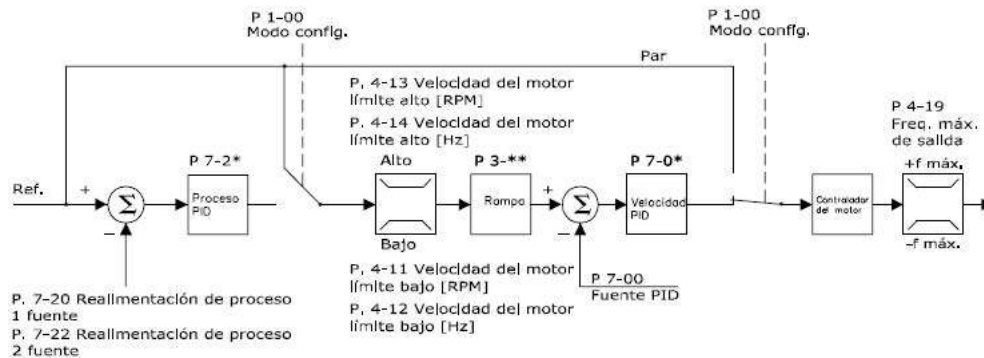 P 1-00
Modo config.
P 1-00
Modo config.
Par
P. 4-13 Velocidad del motor
límite alto [RPM]
P. 4-14 Velocidad del motor
límite alto [Hz]
P 4-19
Freq. máx.
de salida
P 7-2*
Alto
P 3-**
P 7-0*
+f máx.
Ref.
+
Σ
−
Proceso
PID
Rampa
+
Σ
−
Velocidad
PID
Controlador
del motor
Bajo
−f máx.
P. 4-11 Velocidad del motor
límite bajo [RPM]
P. 4-12 Velocidad del motor
límite bajo [Hz]
P 7-00
Fuente PID
P. 7-20 Realimentación de proceso
1 fuente
P. 7-22 Realimentación de proceso
2 fuente